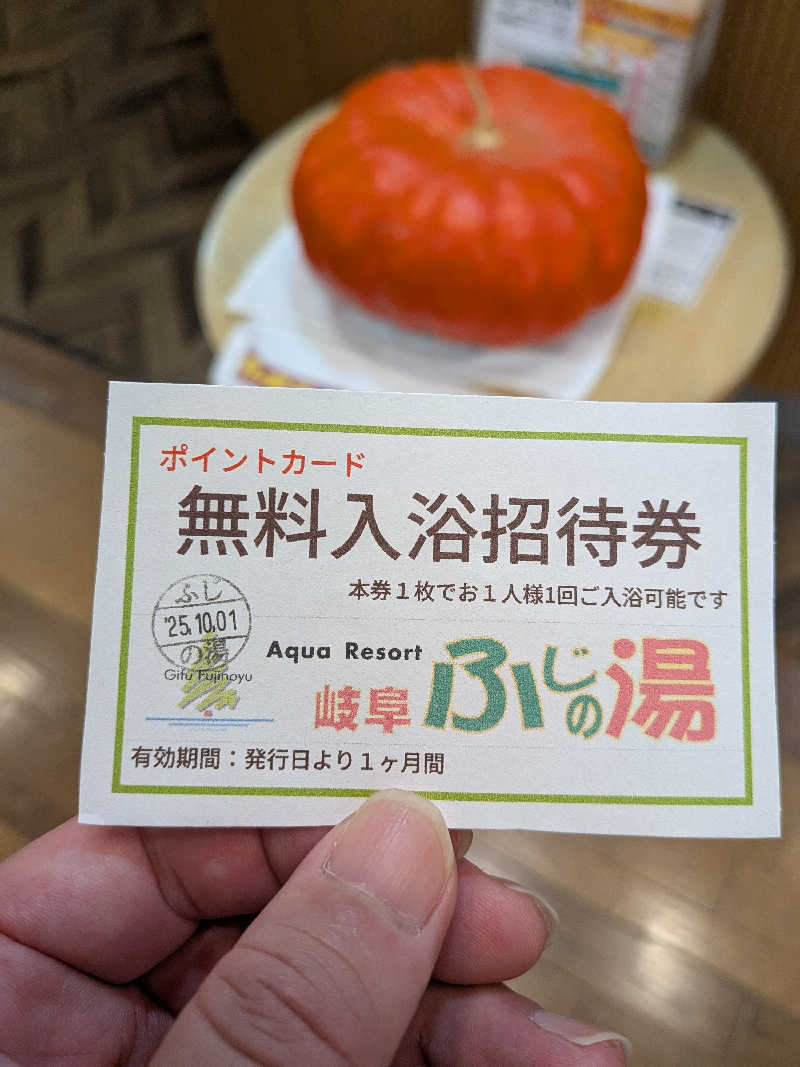 ポイントカード
無料入浴招待券
本券１枚でお１人様1回ご入浴可能です
ふじ
'25.10.01
の湯
Gifu Fujinoyu
Aqua Resort
岐阜 ふじの湯
有効期間：発行日より１ヶ月間